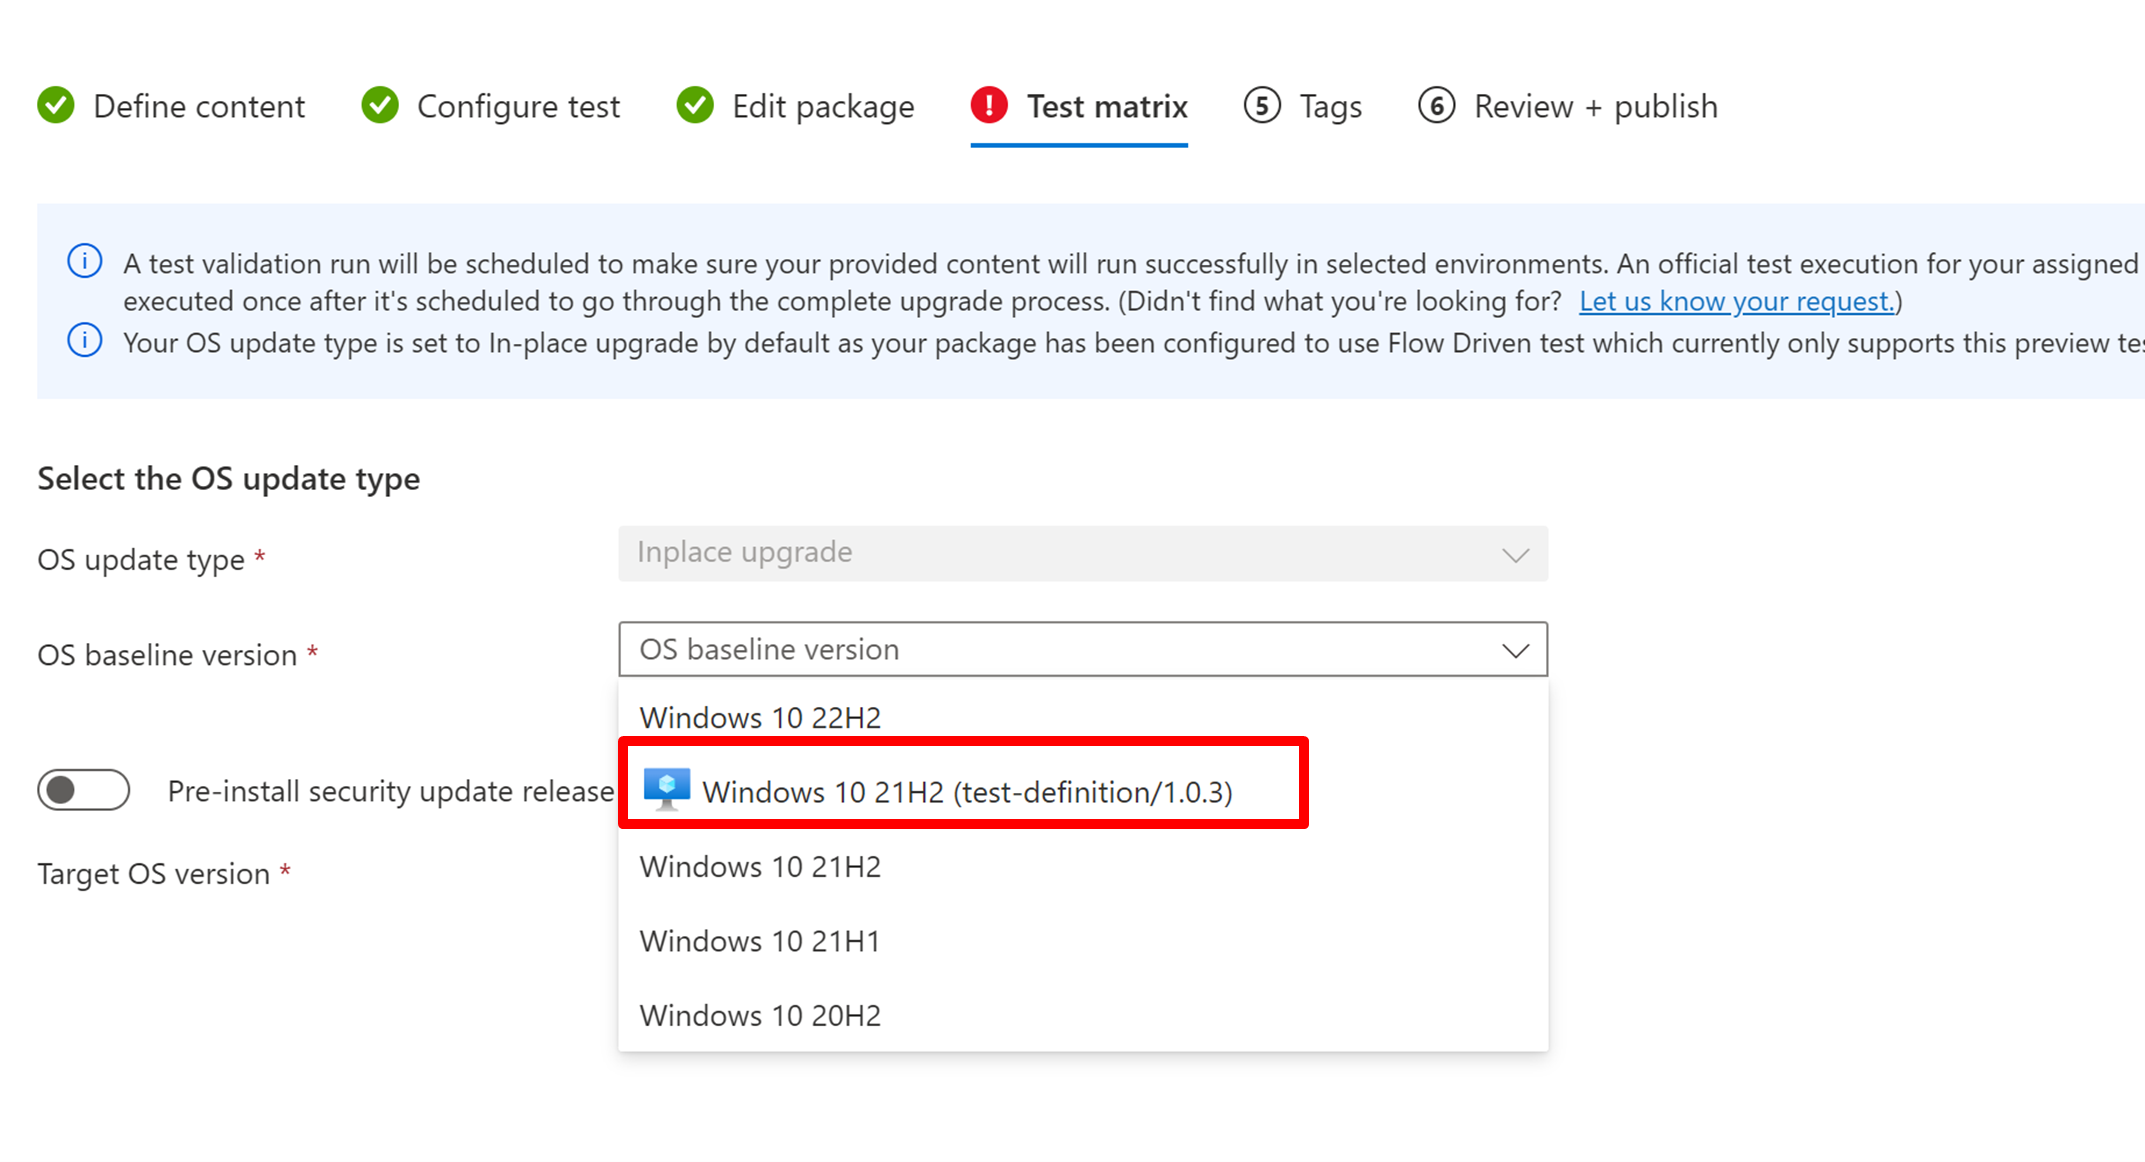 Define content Configure test Edit package ! Test matrix 5 Tags 6 Review + publish
A test validation run will be scheduled to make sure your provided content will run successfully in selected environments. An official test execution for your assigned
executed once after it's scheduled to go through the complete upgrade process. (Didn't find what you're looking for? Let us know your request.)
Your OS update type is set to In-place upgrade by default as your package has been configured to use Flow Driven test which currently only supports this preview
Select the OS update type
OS update type * Inplace upgrade
OS baseline version * OS baseline version
Windows 10 22H2
Pre-install security update release Windows 10 21H2 (test-definition/1.0.3)
Target OS version * Windows 10 21H2
Windows 10 21H1
Windows 10 20H2